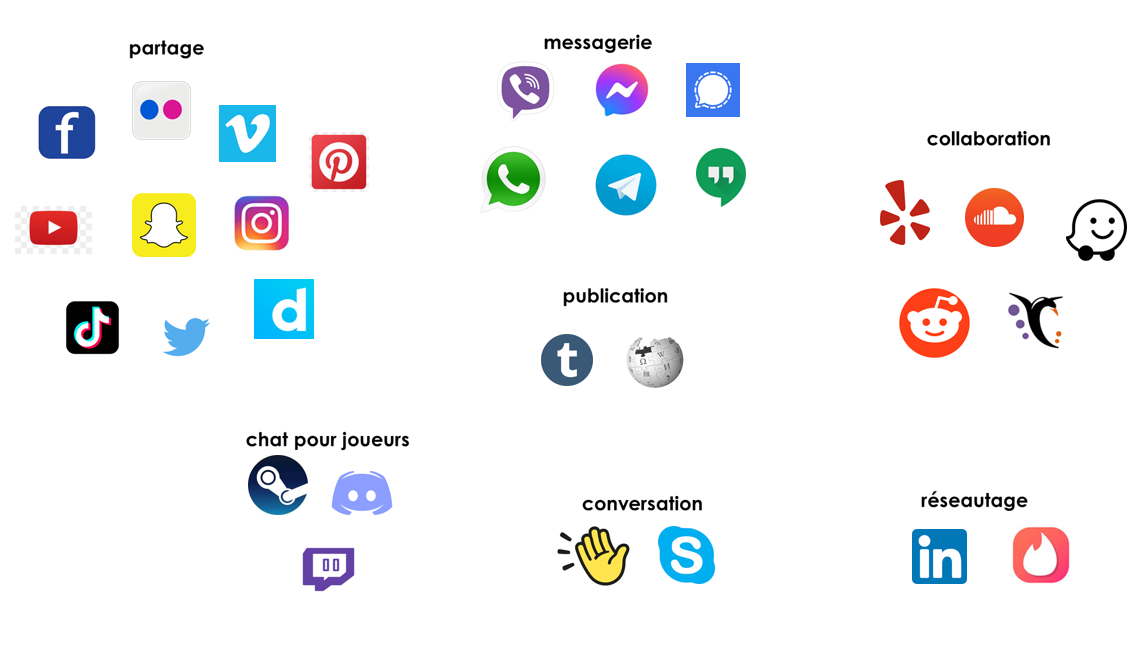 partage
messagerie
collaboration
publication
chat pour joueurs
conversation
réseautage